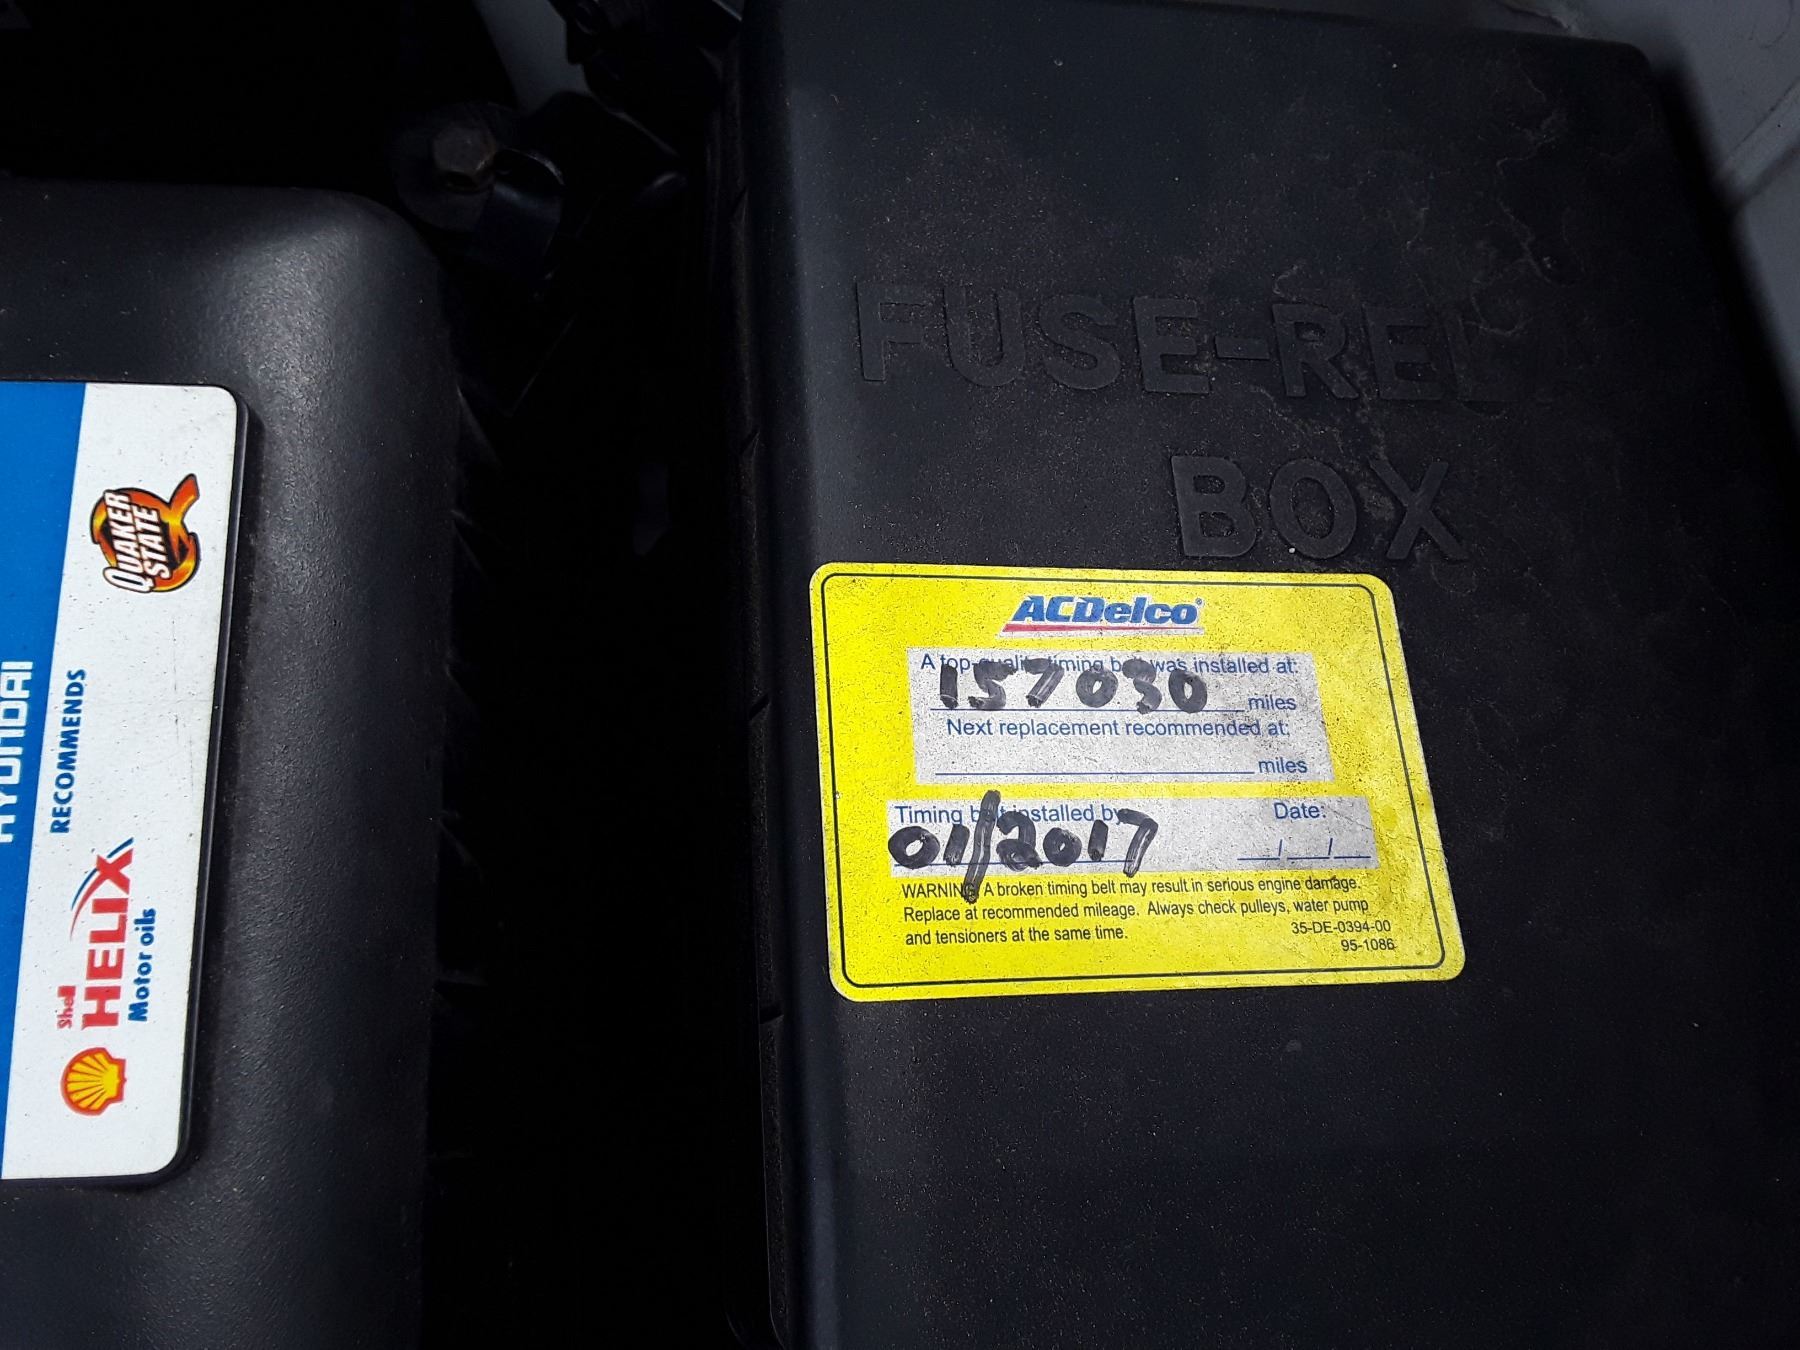 HYUNDAI
RECOMMENDS
QUAKER
STATE
Shell
HELIX
Motor oils
FUSE-REL
BOX
ACDelco®
A top-quality timing belt was installed at:
157030 miles
Next replacement recommended at:
miles
Timing belt installed by: Date:
01/2017 __/__/__
WARNING: A broken timing belt may result in serious engine damage.
Replace at recommended mileage. Always check pulleys, water pump
and tensioners at the same time. 35-DE-0394-00
95-1086